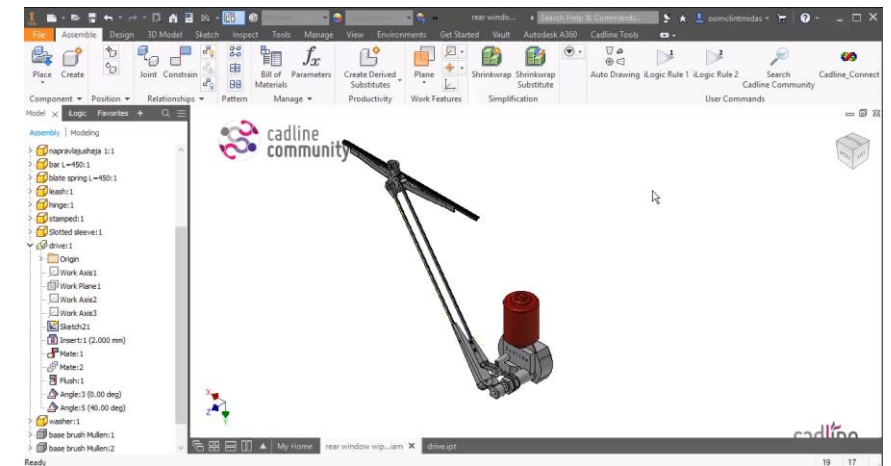 rear windo...
Search Help & Commands...
oomclintmidas
File Assemble Design 3D Model Sketch Inspect Tools Manage View Environments Get Started Vault Autodesk A360 Cadline Tools
Place Create Joint Constrain Bill of Materials Parameters Create Derived Substitutes Plane Shrinkwrap Shrinkwrap Substitute Auto Drawing iLogic Rule 1 iLogic Rule 2 Search Cadline Community Cadline_Connect
Component Position Relationships Pattern Manage Productivity Work Features Simplification User Commands
Model Logic Favorites +
Assembly | Modeling
napravlajushaja 1:1
bar L=450:1
blate spring L=450:1
leash:1
hinge:1
stamped:1
Slotted sleeve:1
drive:1
Origin
Work Axis1
Work Plane1
Work Axis2
Work Axis3
Sketch21
Insert:1 (2.000 mm)
Mate:1
Mate:2
Flush:1
Angle:3 (0.00 deg)
Angle:5 (40.00 deg)
washer:1
base brush Mullen:1
base brush Mullen:2
cadline
community
X
Z
Y
cadline
My Home rear window wip...iam drive.ipt
Ready
19 17